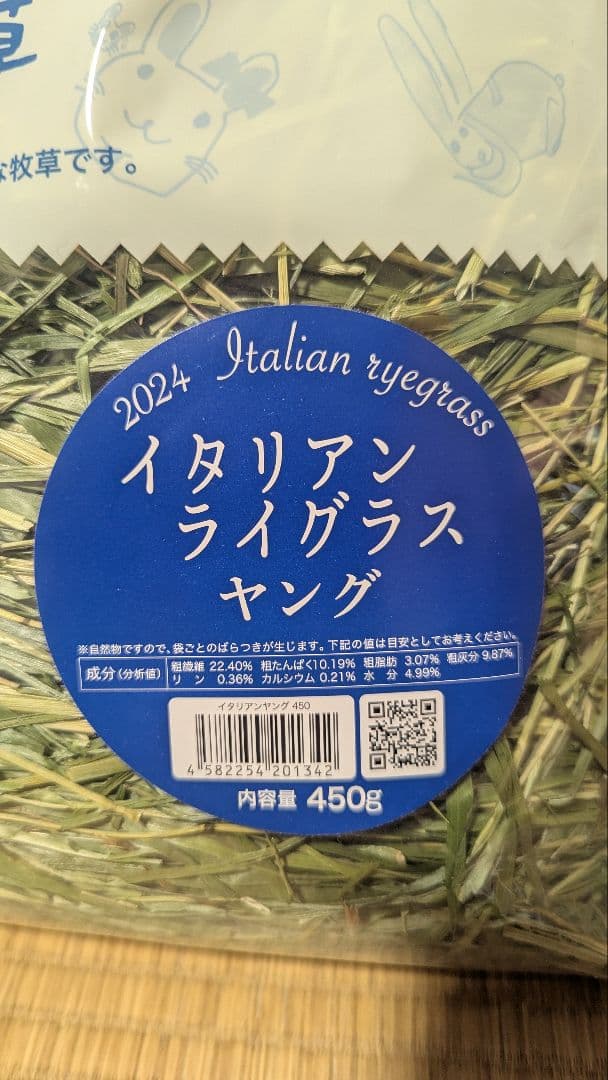 牧草です。
2024 Italian ryegrass
イタリアン
ライグラス
ヤング
※自然物ですので、袋ごとのばらつきが生じます。下記の値は目安としてお考えください。
成分(分析値)
粗繊維 22.40% 粗たんぱく10.19% 粗脂肪 3.07% 粗灰分 9.87%
リン 0.36% カルシウム 0.21% 水分 4.99%
イタリアンヤング 450
4 582254 201342
内容量 450g